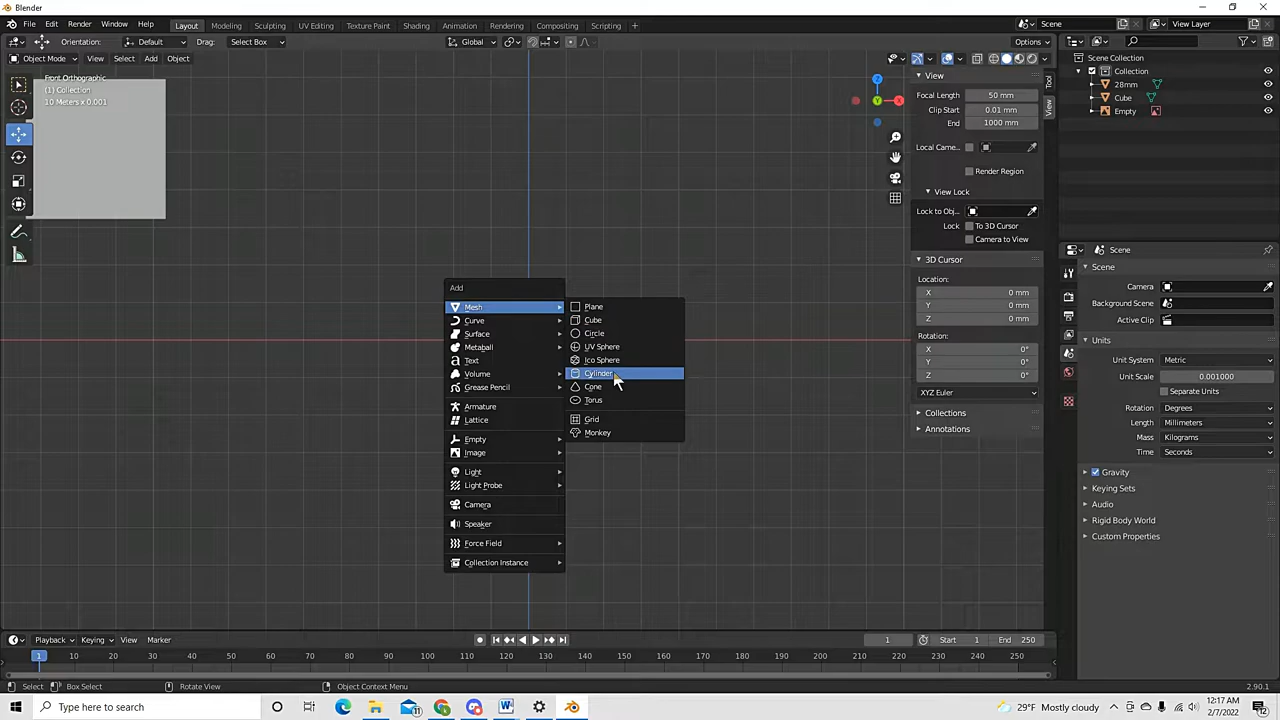 Blender
File Edit Render Window Help Layout Modeling Sculpting UV Editing Texture Paint Shading Animation Rendering Compositing Scripting Scene View Layer
Orientation: Default Drag: Select Box Global Options
Object Mode View Select Add Object
Front Orthographic
(1) Collection
10 Meters x 0.001
X
Y
Z
Add
Mesh
Curve
Surface
Metaball
Text
Volume
Grease Pencil
Armature
Lattice
Empty
Image
Light
Light Probe
Camera
Speaker
Force Field
Collection Instance
Plane
Cube
Circle
UV Sphere
Ico Sphere
Cylinder
Cone
Torus
Grid
Monkey
View
Focal Length 50 mm
Clip Start 0.01 mm
End 1000 mm
Local Came...
Render Region
View Lock
Lock to Obj...
Lock To 3D Cursor
Camera to View
3D Cursor
Location:
X 0 mm
Y 0 mm
Z 0 mm
Rotation:
X 0°
Y 0°
Z 0°
XYZ Euler
Collections
Annotations
Tool
View
Scene Collection
Collection
28mm
Cube
Empty
Scene
Scene
Camera
Background Scene
Active Clip
Units
Unit System Metric
Unit Scale 0.001000
Separate Units
Rotation Degrees
Length Millimeters
Mass Kilograms
Time Seconds
Gravity
Keying Sets
Audio
Rigid Body World
Custom Properties
Playback Keying View Marker 1 Start 1 End 250
1 10 20 30 40 50 60 70 80 90 100 110 120 130 140 150 160 170 180 190 200 210 220 230 240 250
Select Box Select Rotate View Object Context Menu 2.90.1
Type here to search 29°F Mostly cloudy 12:17 AM
2/7/2022